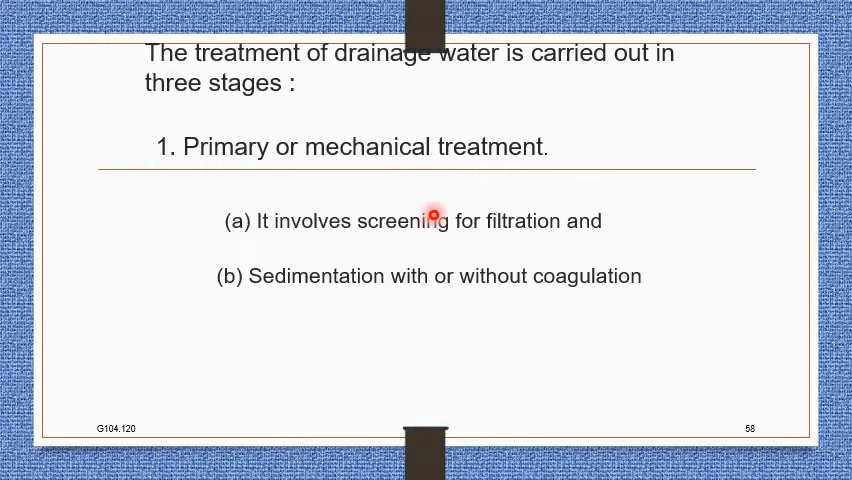 The treatment of drainage water is carried out in
three stages :
1. Primary or mechanical treatment.
(a) It involves screening for filtration and
(b) Sedimentation with or without coagulation
G104.120
58